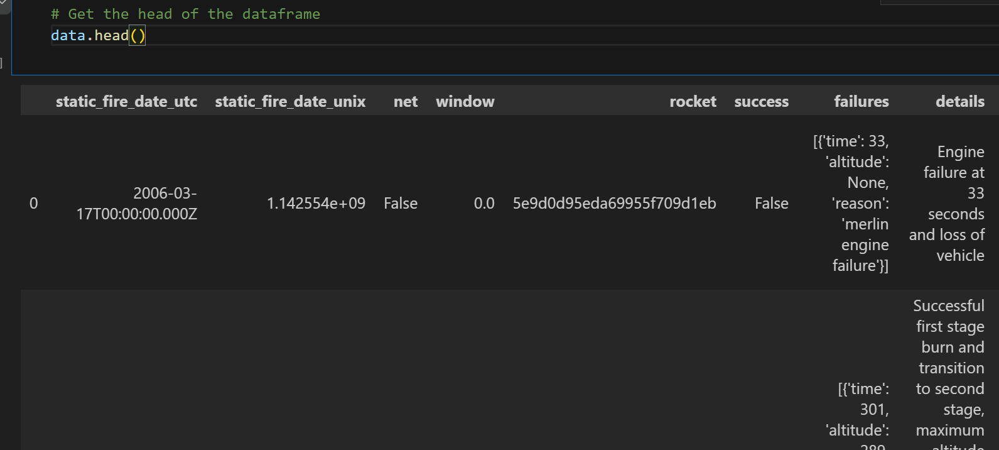 # Get the head of the dataframe
data.head()
]
static_fire_date_utc static_fire_date_unix net window rocket success failures details
0
2006-03-
17T00:00:00.000Z
1.142554e+09
False
0.0
5e9d0d95eda69955f709d1eb
False
[{'time': 33,
'altitude':
None,
'reason':
'merlin
engine
failure'}]
Engine
failure at
33
seconds
and loss of
vehicle
[{'time':
301,
'altitude':
289,
Successful
first stage
burn and
transition
to second
stage,
maximum
altitude